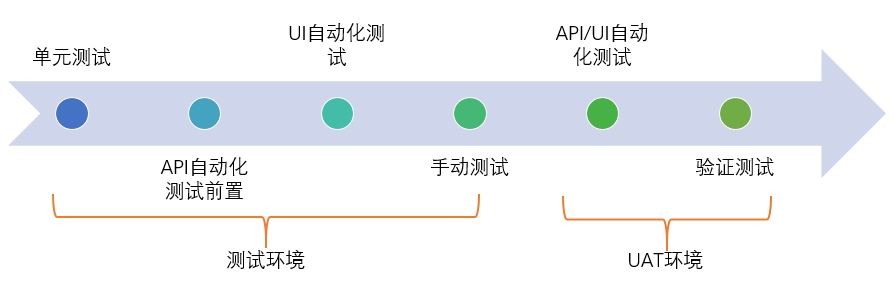 单元测试
UI自动化测
试
API/UI自动
化测试
API自动化
测试前置
手动测试
验证测试
测试环境
UAT环境